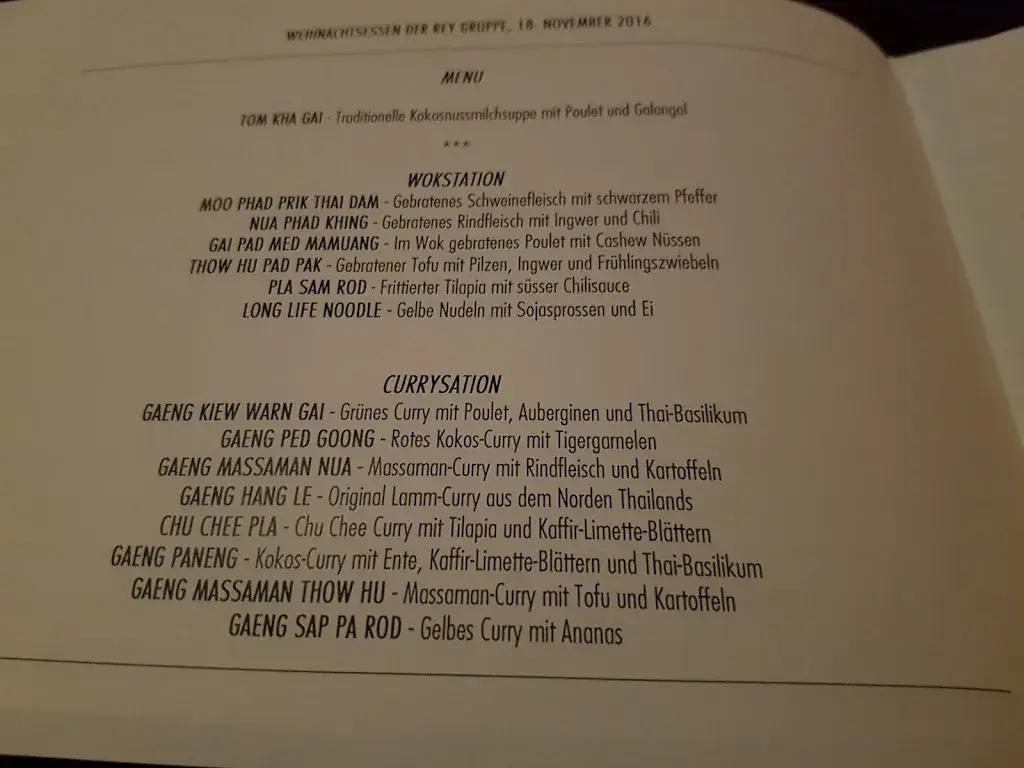 WEIHNACHTSESSEN DER REY GRUPPE, 18. NOVEMBER 2016
MENU
TOM KHA GAI - Traditionelle Kokosnussmilchsuppe mit Poulet und Galangal
***
WOKSTATION
MOO PHAD PRIK THAI DAM - Gebratenes Schweinefleisch mit schwarzem Pfeffer
NUA PHAD KHING - Gebratenes Rindfleisch mit Ingwer und Chili
GAI PAD MED MAMUANG - Im Wok gebratenes Poulet mit Cashew Nüssen
THOW HU PAD PAK - Gebratener Tofu mit Pilzen, Ingwer und Frühlingszwiebeln
PLA SAM ROD - Frittierter Tilapia mit süsser Chilisauce
LONG LIFE NOODLE - Gelbe Nudeln mit Sojasprossen und Ei
CURRYSATION
GAENG KIEW WARN GAI - Grünes Curry mit Poulet, Auberginen und Thai-Basilikum
GAENG PED GOONG - Rotes Kokos-Curry mit Tigergarnelen
GAENG MASSAMAN NUA - Massaman-Curry mit Rindfleisch und Kartoffeln
GAENG HANG LE - Original Lamm-Curry aus dem Norden Thailands
CHU CHEE PLA - Chu Chee Curry mit Tilapia und Kaffir-Limette-Blättern
GAENG PANENG - Kokos-Curry mit Ente, Kaffir-Limette-Blättern und Thai-Basilikum
GAENG MASSAMAN THOW HU - Massaman-Curry mit Tofu und Kartoffeln
GAENG SAP PA ROD - Gelbes Curry mit Ananas